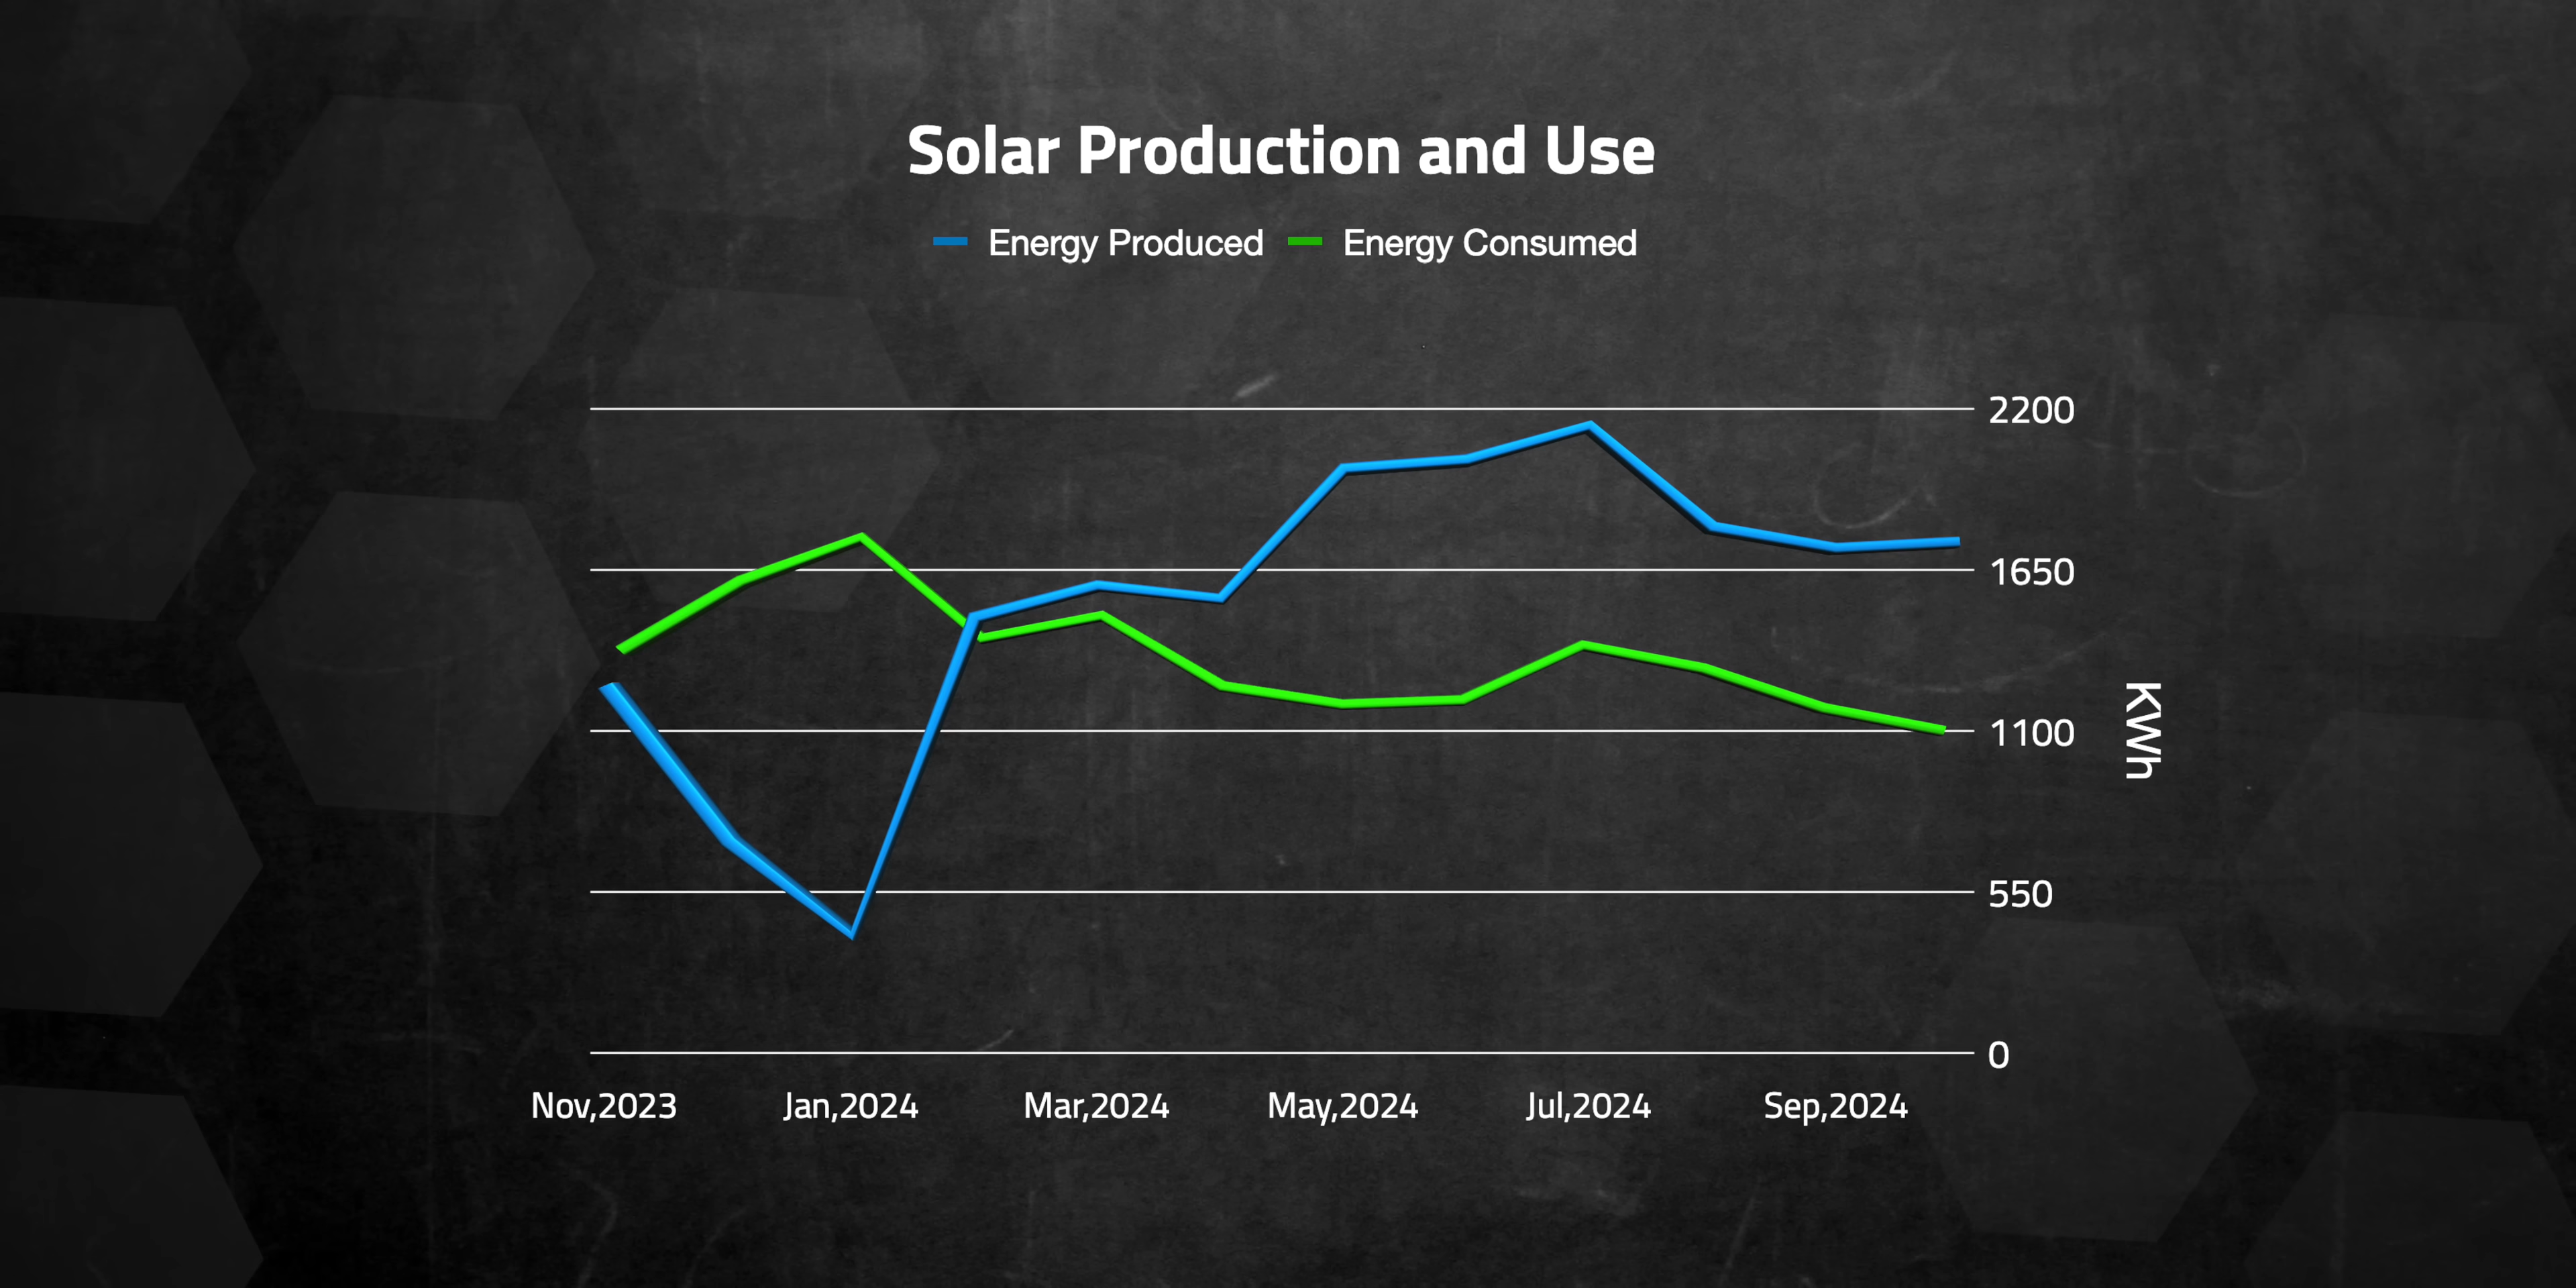 Solar Production and Use
Energy Produced Energy Consumed
2200
1650
1100
550
0
KWh
Nov,2023 Jan,2024 Mar,2024 May,2024 Jul,2024 Sep,2024